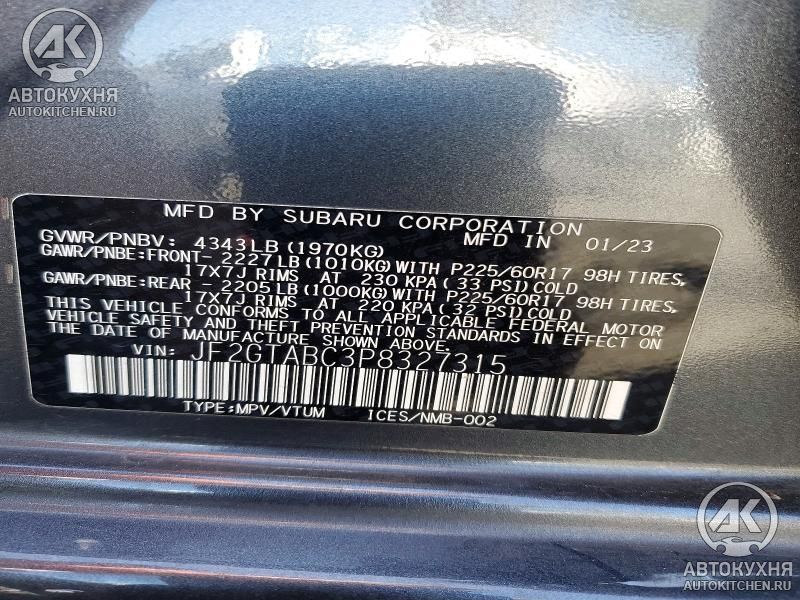 AK
АВТОКУХНЯ
AUTOKITCHEN.RU
MFD BY SUBARU CORPORATION
GVWR/PNBV: 4343LB(1970KG) MFD IN 01/23
GAWR/PNBE:FRONT- 2227LB(1010KG)WITH P225/60R17 98H TIRES,
17X7J RIMS AT 230 KPA(33 PSI)COLD
GAWR/PNBE:REAR - 2205LB(1000KG)WITH P225/60R17 98H TIRES,
17X7J RIMS AT 220 KPA(32 PSI)COLD
THIS VEHICLE CONFORMS TO ALL APPLICABLE FEDERAL MOTOR
VEHICLE SAFETY AND THEFT PREVENTION STANDARDS IN EFFECT ON
THE DATE OF MANUFACTURE SHOWN ABOVE.
VIN: JF2GTABC3P8327315
TYPE:MPV/VTUM ICES/NMB-002
AK
АВТОКУХНЯ
AUTOKITCHEN.RU